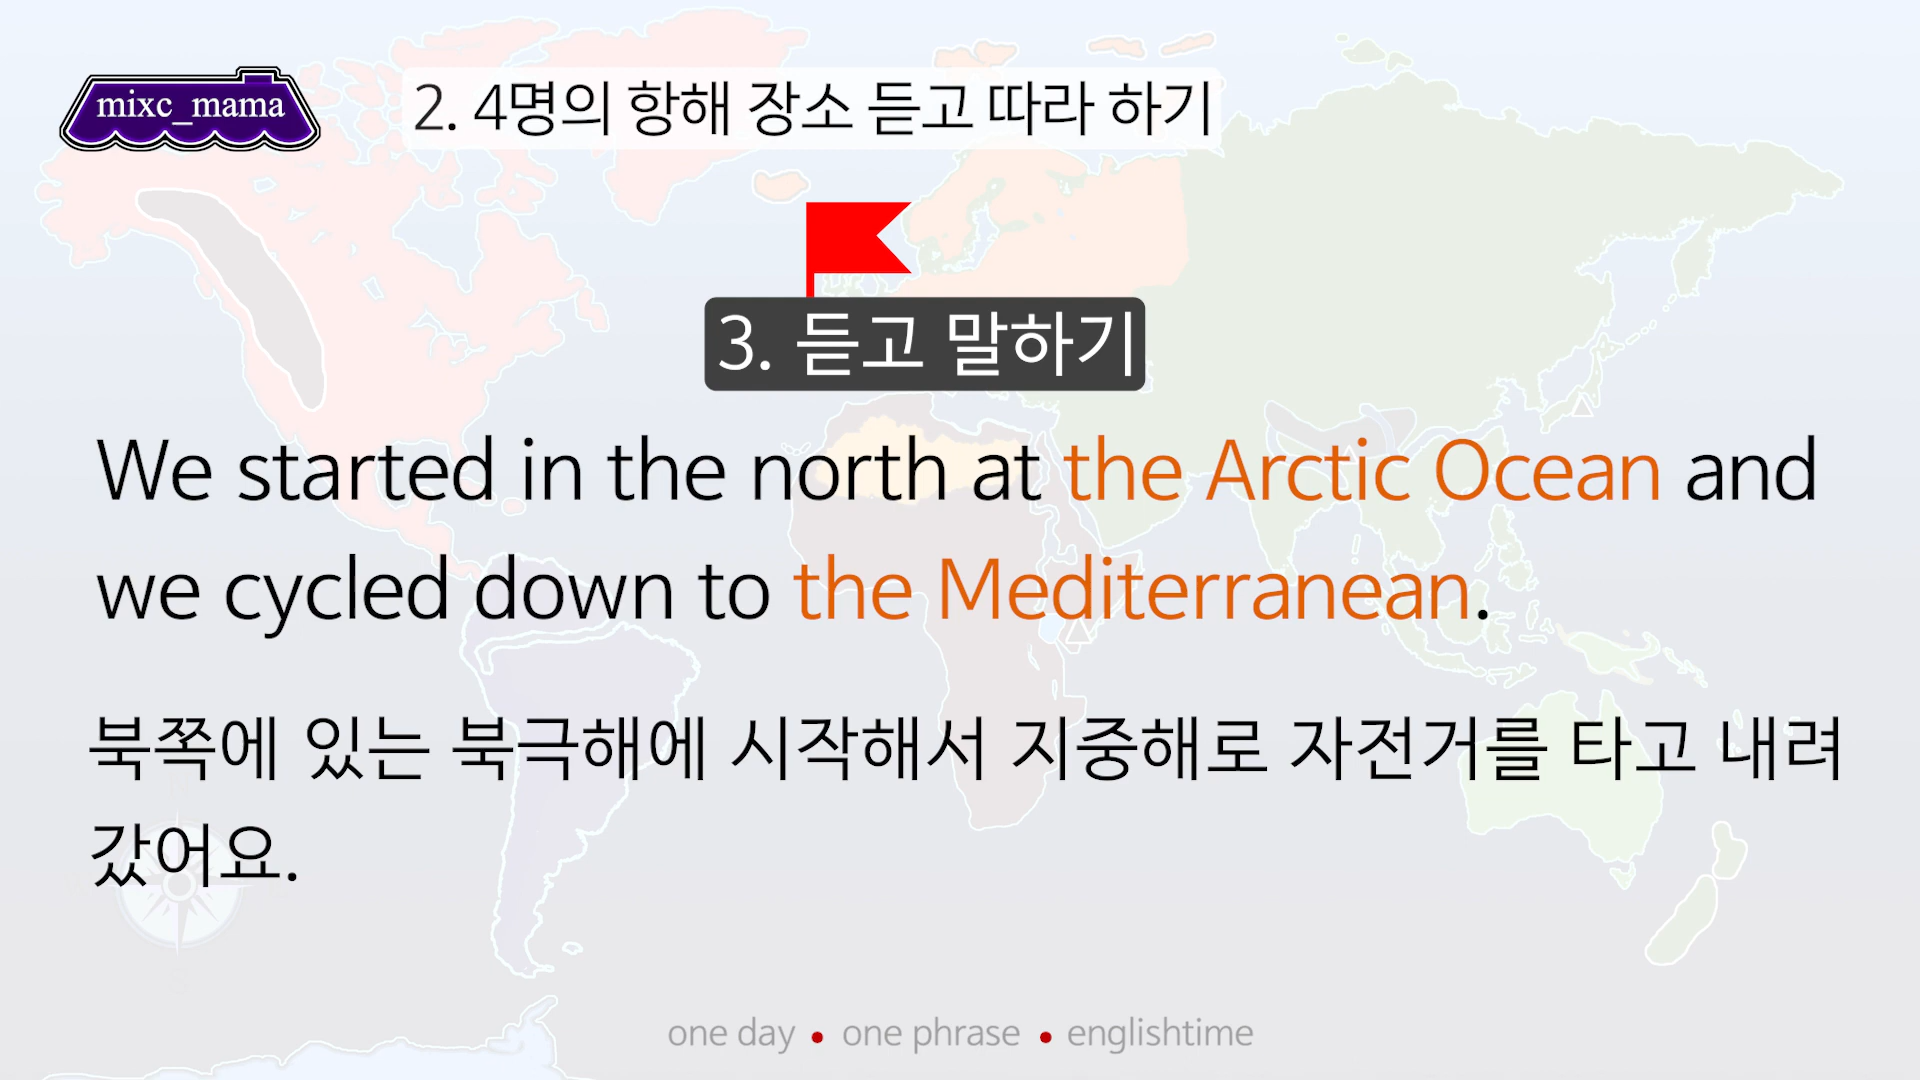 mixc_mama
2. 4명의 항해 장소 듣고 따라 하기
3. 듣고 말하기
We started in the north at the Arctic Ocean and
we cycled down to the Mediterranean.
북쪽에 있는 북극해에 시작해서 지중해로 자전거를 타고 내려
갔어요.
one day • one phrase • englishtime